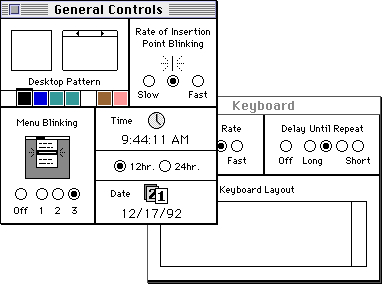 General Controls
Rate of Insertion
Point Blinking
Slow Fast
Desktop Pattern
Menu Blinking
Off 1 2 3
Time
9:44:11 AM
12hr. 24hr.
Date
21
12/17/92
Keyboard
Rate
Fast
Delay Until Repeat
Off Long Short
Keyboard Layout